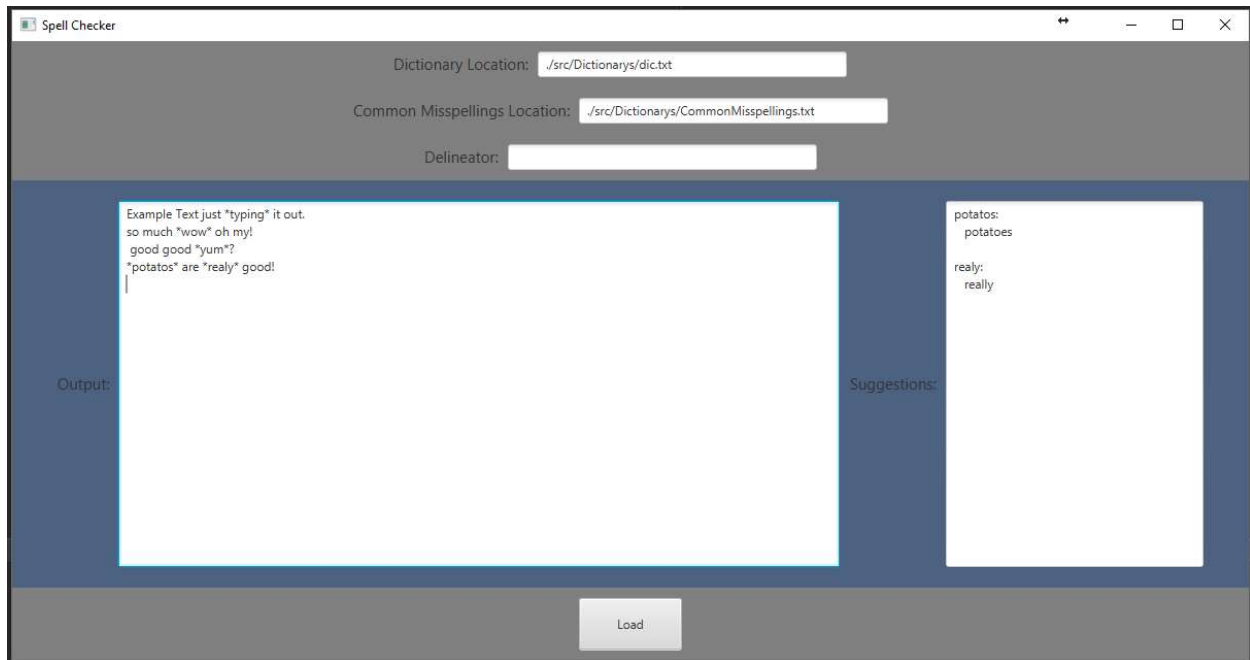 Spell Checker
Dictionary Location: ./src/Dictionarys/dic.txt
Common Misspellings Location: ./src/Dictionarys/CommonMisspellings.txt
Delineator:
Output:
Example Text just *typing* it out.
so much *wow* oh my!
good good *yum*?
*potatos* are *realy* good!
Suggestions:
potatos:
potatoes
realy:
really
Load